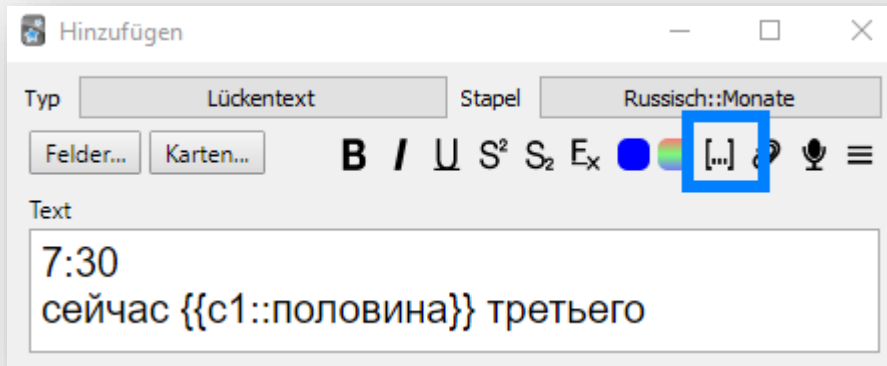 Hinzufügen
Typ Lückentext Stapel Russisch::Monate
Felder... Karten... B I U S² S₂ Eₓ [...]
Text
7:30
сейчас {{c1::половина}} третьего